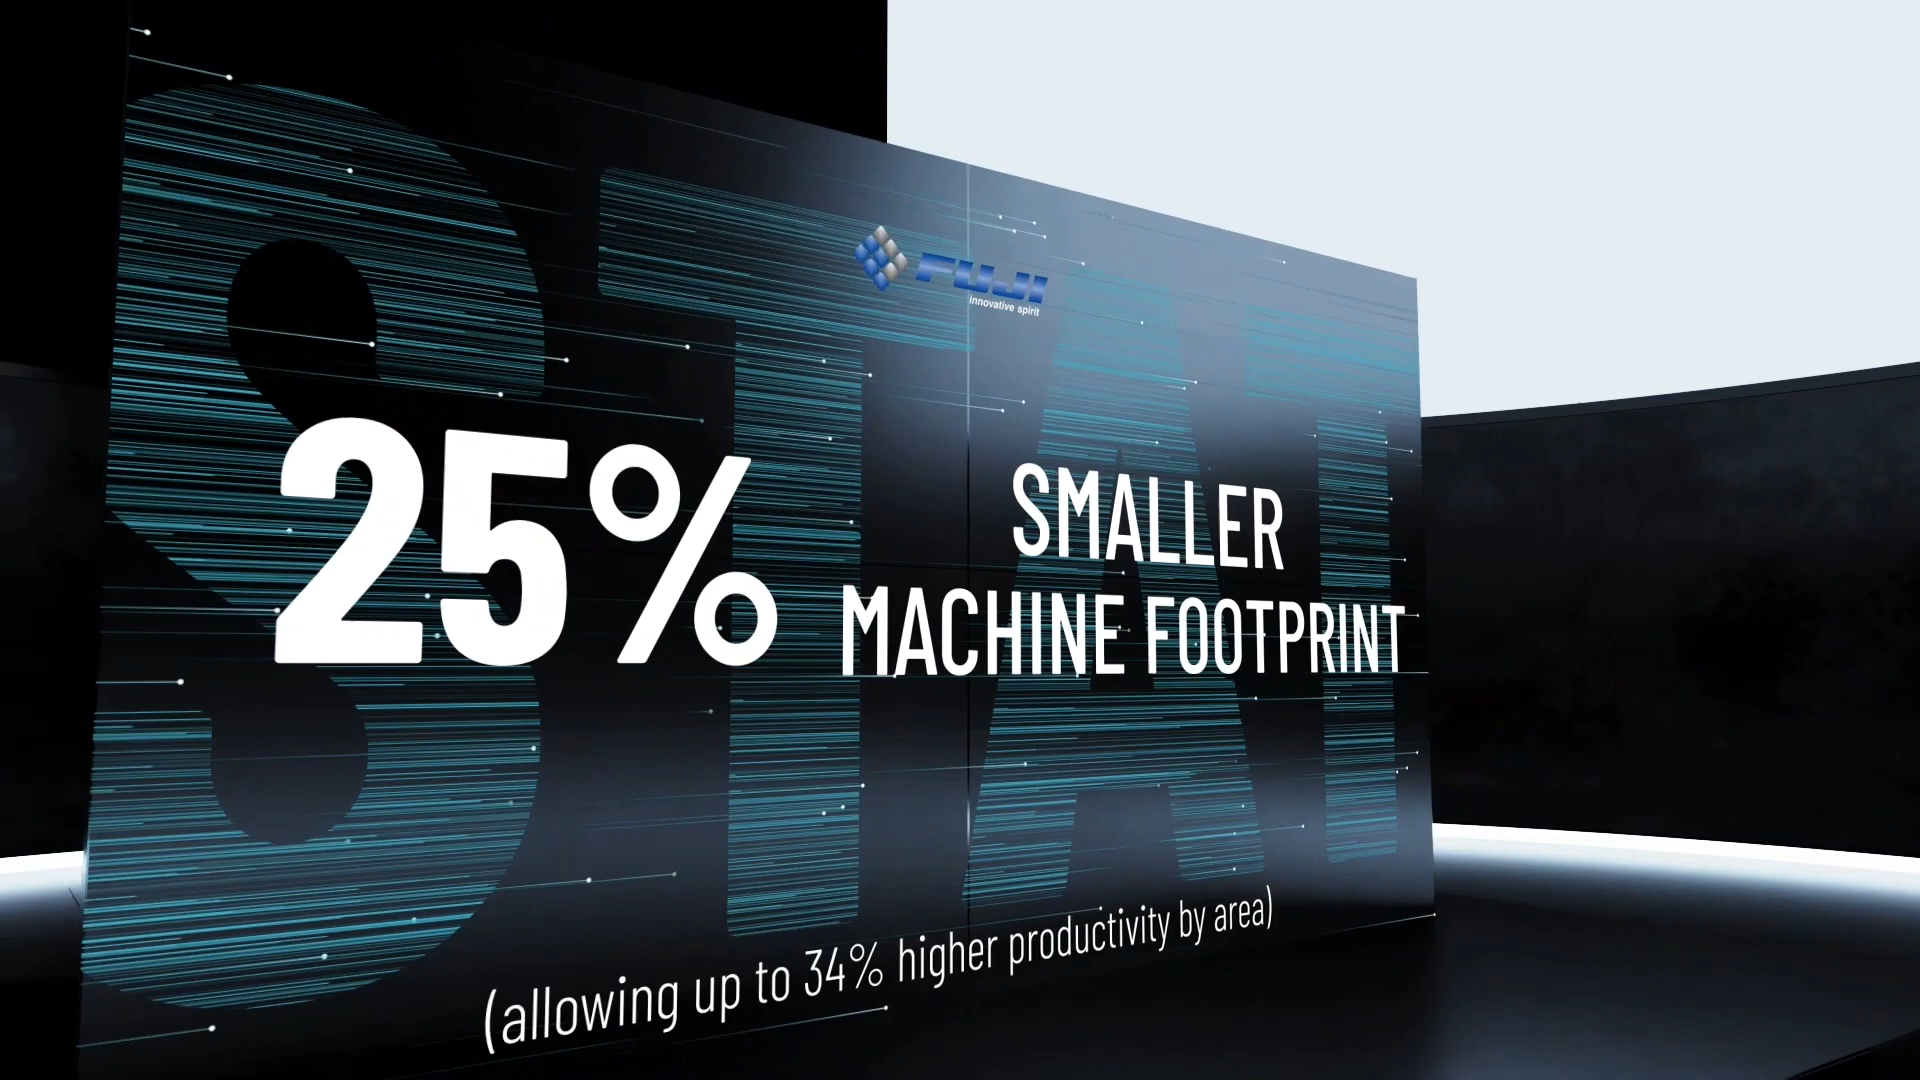 STAT
FUJI
innovative spirit
25%
SMALLER
MACHINE FOOTPRINT
(allowing up to 34% higher productivity by area)